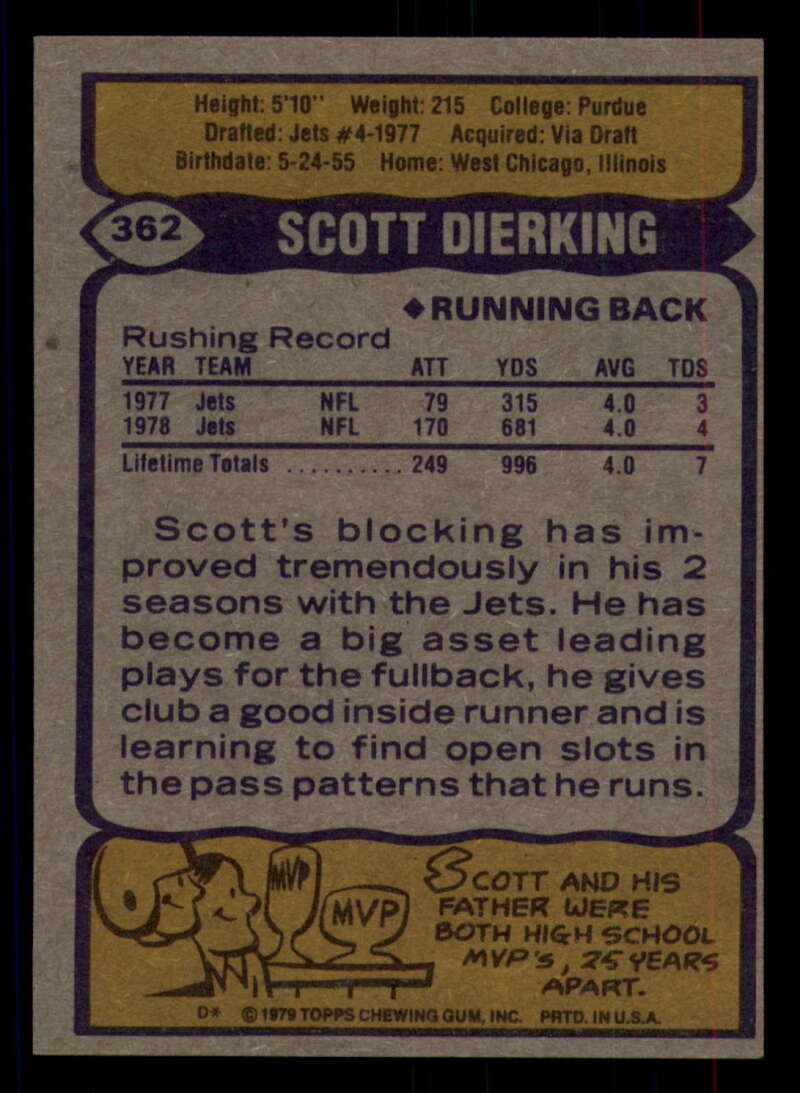 Height: 5'10" Weight: 215 College: Purdue
Drafted: Jets #4-1977 Acquired: Via Draft
Birthdate: 5-24-55 Home: West Chicago, Illinois
362 SCOTT DIERKING
◆RUNNING BACK
Rushing Record
YEAR TEAM ATT YDS AVG TDS
1977 Jets NFL 79 315 4.0 3
1978 Jets NFL 170 681 4.0 4
Lifetime Totals .......... 249 996 4.0 7
Scott's blocking has im-
proved tremendously in his 2
seasons with the Jets. He has
become a big asset leading
plays for the fullback, he gives
club a good inside runner and is
learning to find open slots in
the pass patterns that he runs.
MVP
MVP
SCOTT AND HIS
FATHER WERE
BOTH HIGH SCHOOL
MVP'S, 25 YEARS
APART.
D* © 1979 TOPPS CHEWING GUM, INC. PRTD. IN U.S.A.